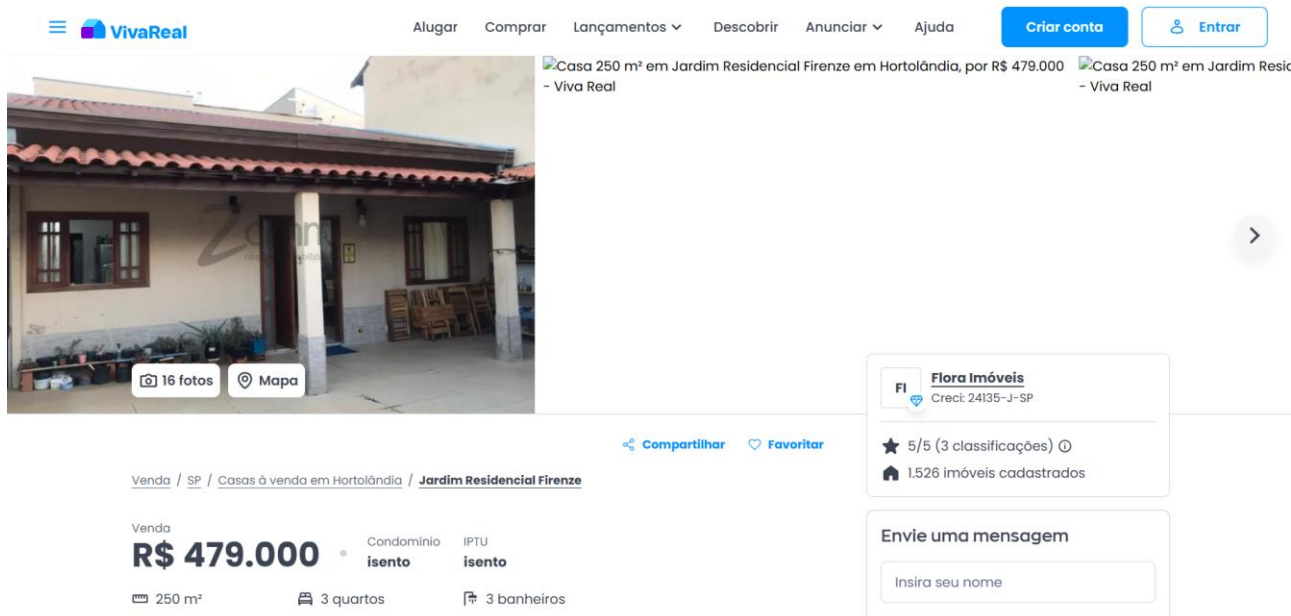 VivaReal
Alugar Comprar Lançamentos Descobrir Anunciar Ajuda Criar conta Entrar
Casa 250 m² em Jardim Residencial Firenze em Hortolândia, por R$ 479.000
- Viva Real
Casa 250 m² em Jardim Resid
- Viva Real
16 fotos Mapa
FI
Flora Imóveis
Creci: 24135-J-SP
5/5 (3 classificações)
1.526 imóveis cadastrados
Compartilhar Favoritar
Venda / SP / Casas à venda em Hortolândia / Jardim Residencial Firenze
Venda
R$ 479.000
Condomínio
isento
IPTU
isento
250 m² 3 quartos 3 banheiros
Envie uma mensagem
Insira seu nome